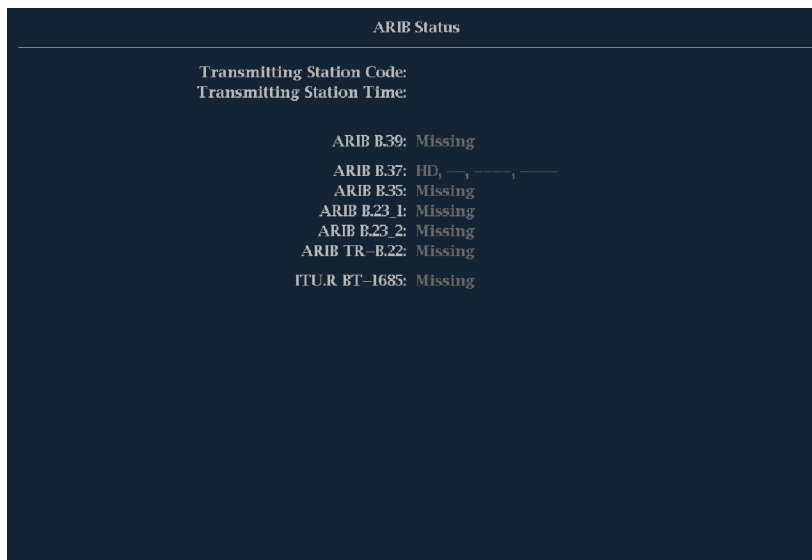 ARIB Status
Transmitting Station Code:
Transmitting Station Time:
ARIB B.39: Missing
ARIB B.37: HD, --, ----, ----
ARIB B.35: Missing
ARIB B.23_1: Missing
ARIB B.23_2: Missing
ARIB TR-B.22: Missing
ITU.R BT-1685: Missing